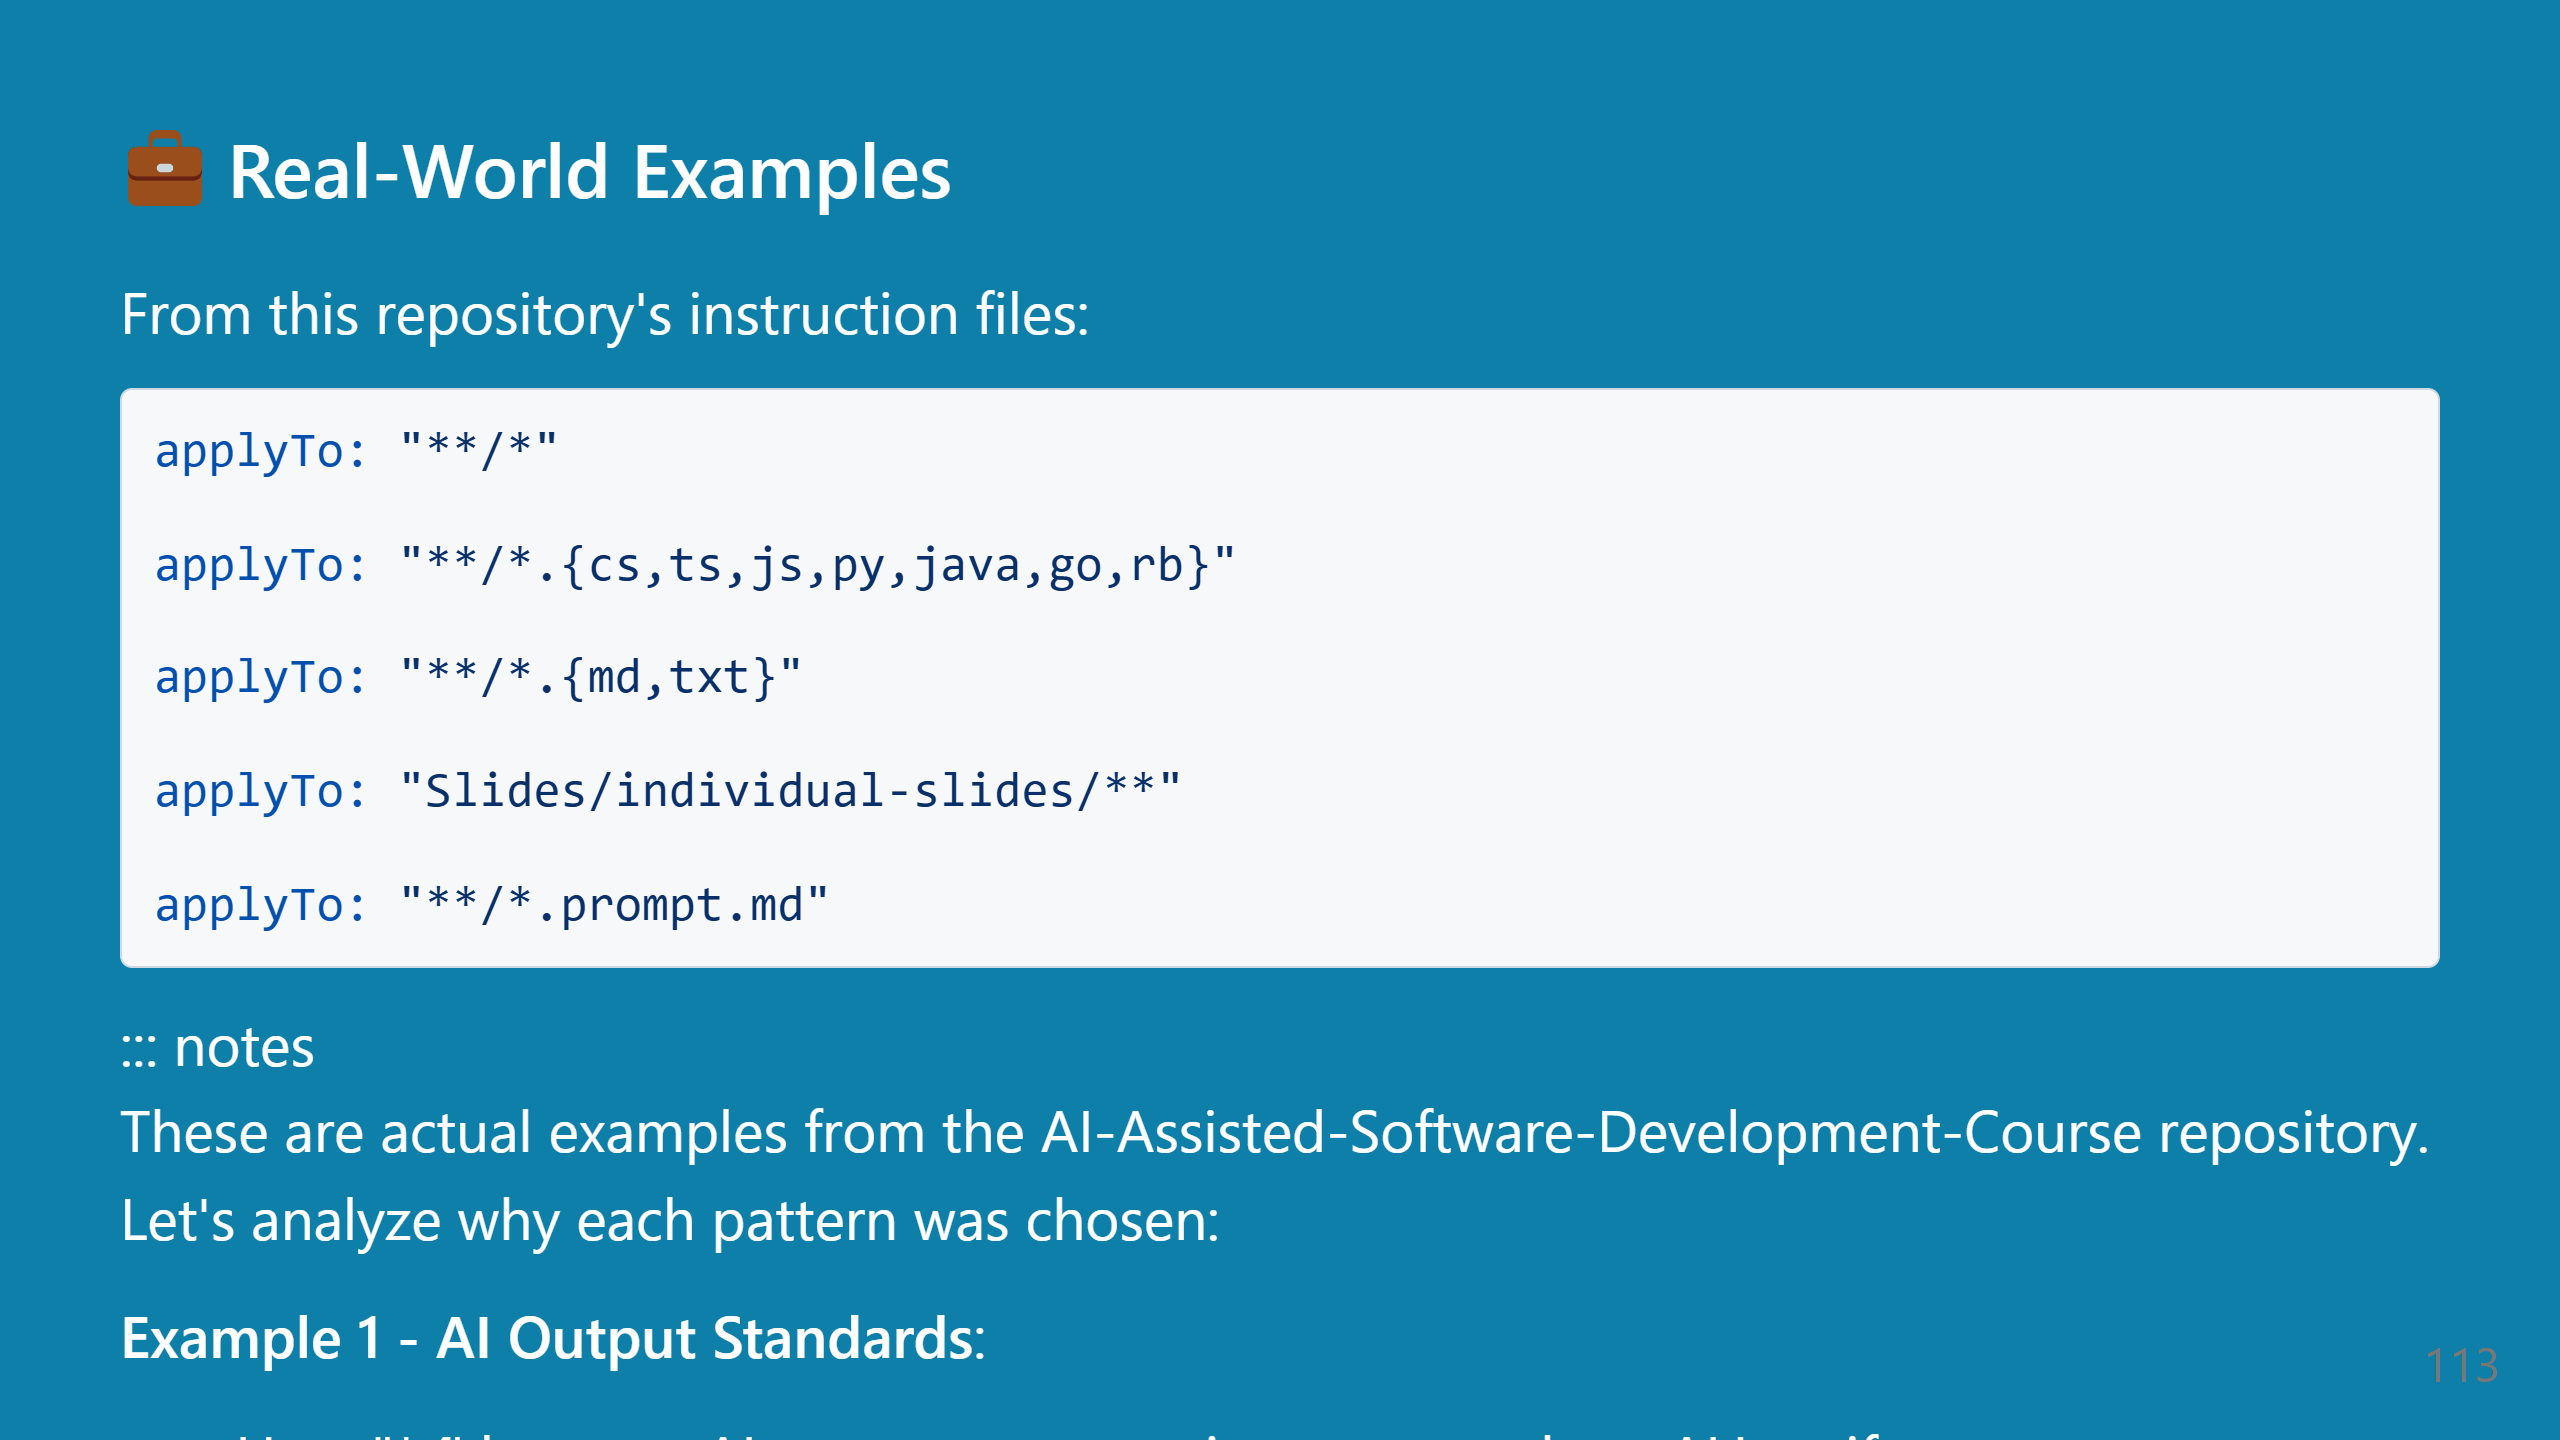 Real-World Examples
From this repository's instruction files:
applyTo: "**/*"
applyTo: "**/*.{cs,ts,js,py,java,go,rb}"
applyTo: "**/*.{md,txt}"
applyTo: "Slides/individual-slides/**"
applyTo: "**/*.prompt.md"
::: notes
These are actual examples from the AI-Assisted-Software-Development-Course repository.
Let's analyze why each pattern was chosen:
Example 1 - AI Output Standards:
113